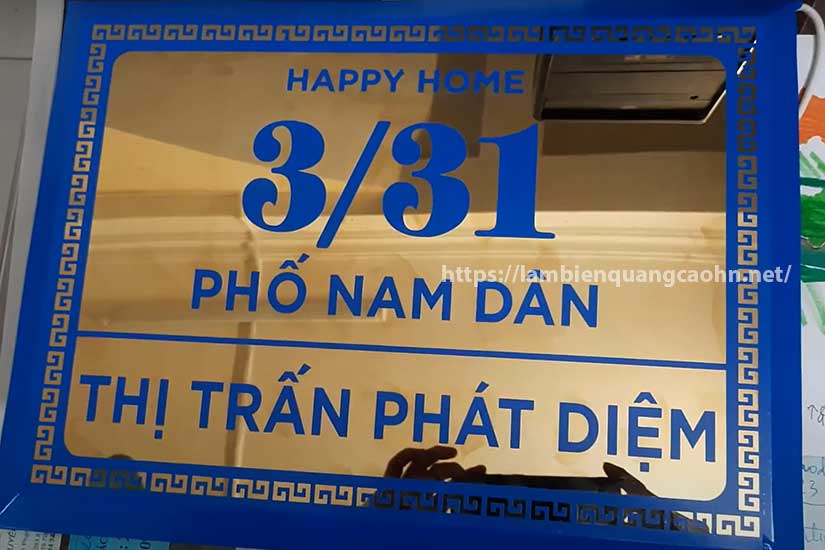 HAPPY HOME
3/31
PHỐ NAM DÂN
https://lambienquangcaohn.net/
THỊ TRẤN PHÁT DIỆM